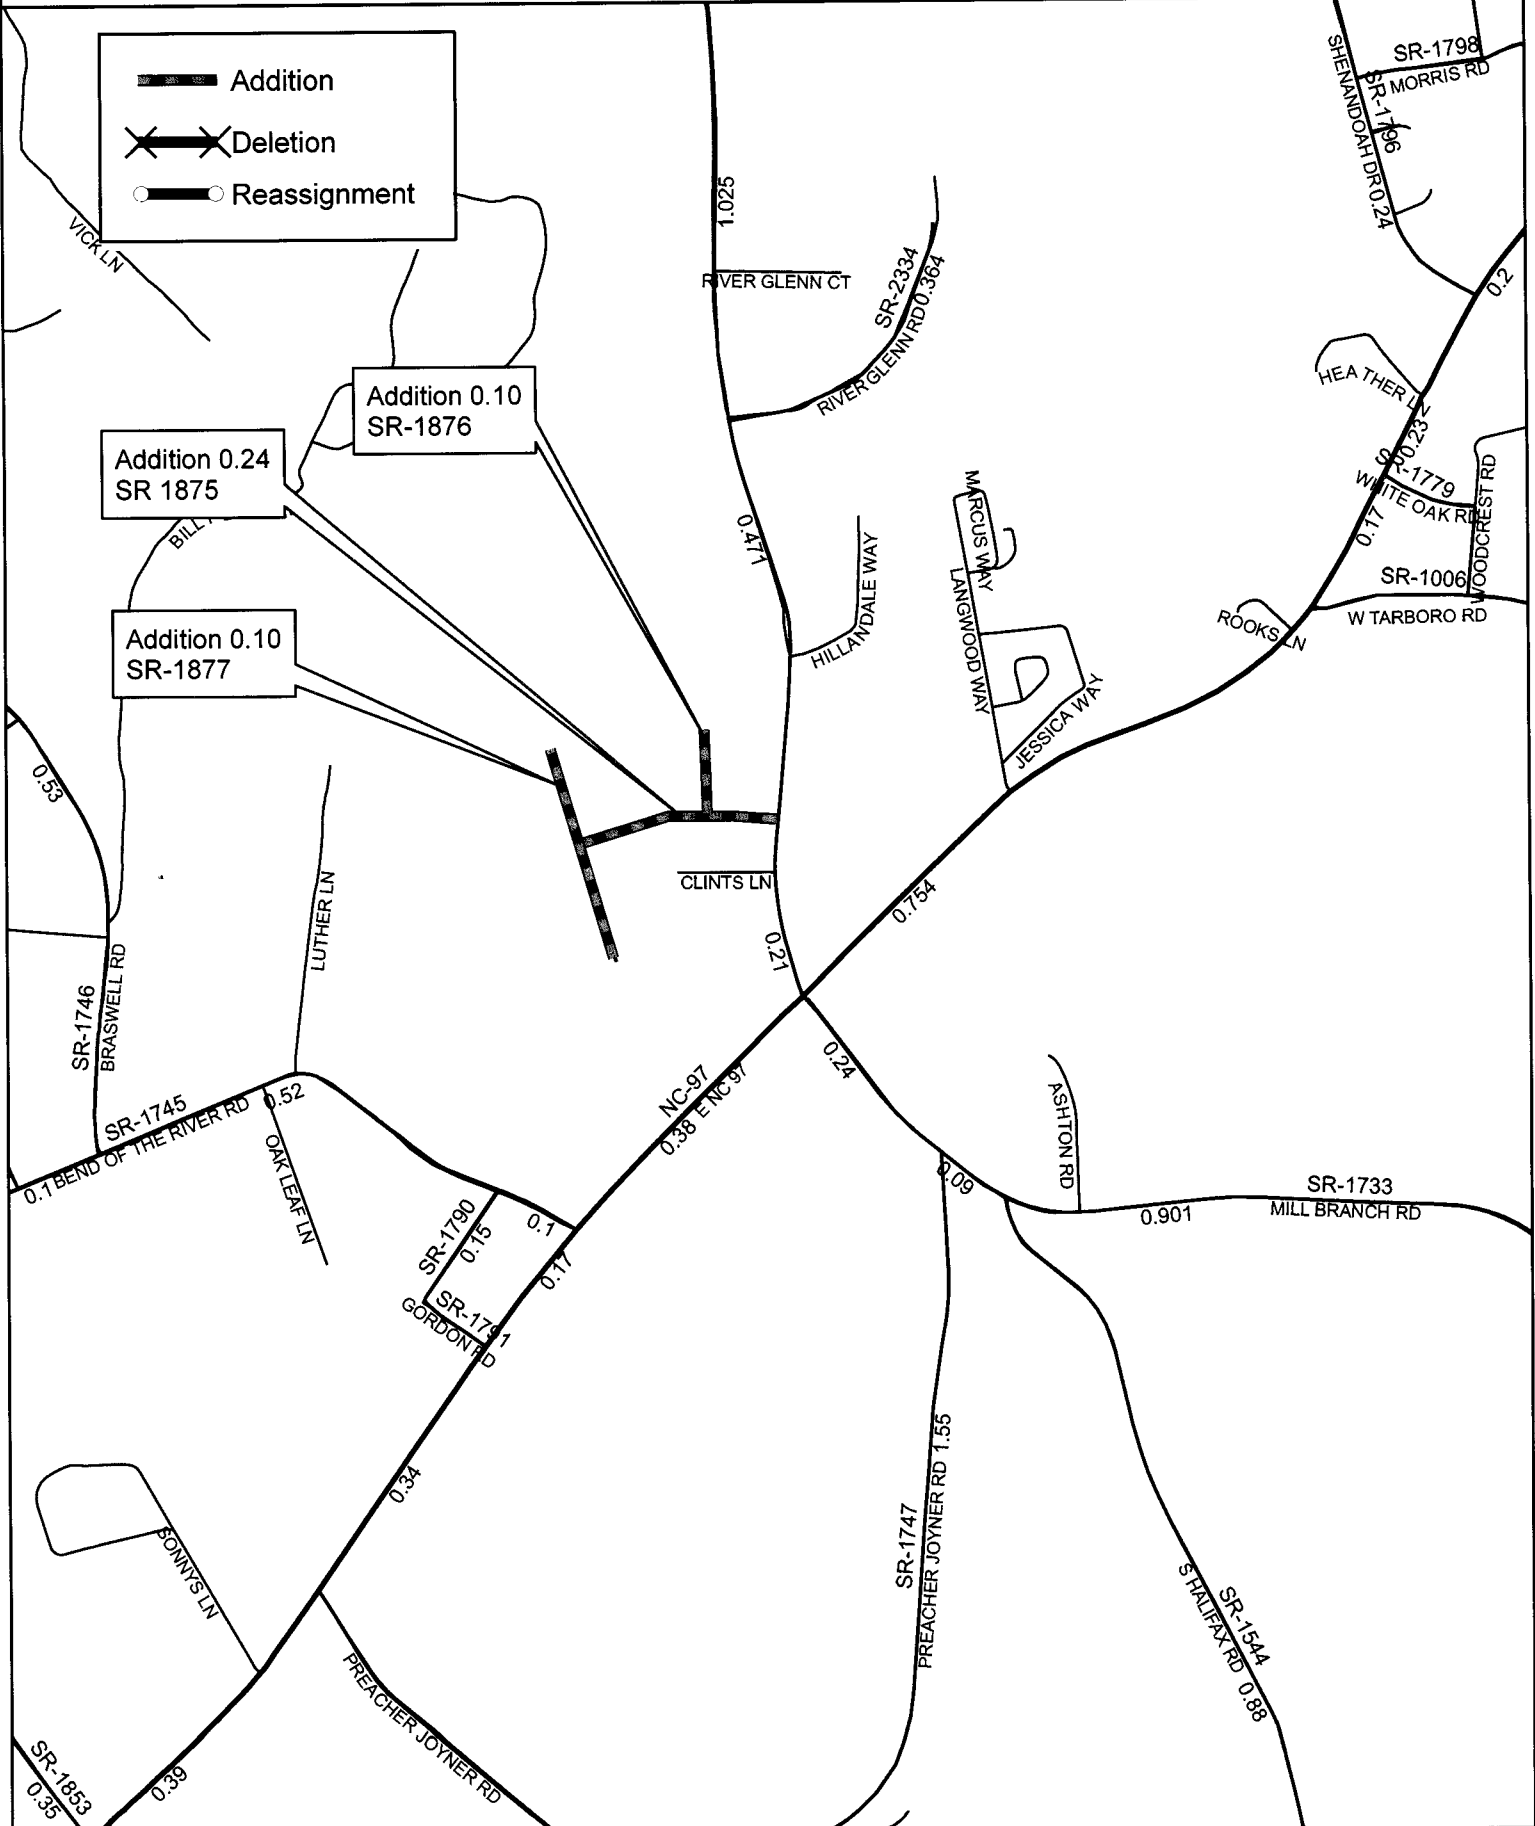 Addition
Deletion
Reassignment
SHENANDOAH DR 0.24
SR-1798
MORRIS RD
SR-1796
VICK LN
1.025
RIVER GLENN CT
SR-2334
RIVER GLENN RD 0.364
0.2
HEATHER LN
0.23
SR-1779
WHITE OAK RD
WOODCREST RD
0.17
SR-1006
W TARBORO RD
ROOKS LN
Addition 0.10
SR-1876
Addition 0.24
SR 1875
BILL
0.471
HILLANDALE WAY
MARCUS WAY
LANGWOOD WAY
JESSICA WAY
Addition 0.10
SR-1877
0.53
LUTHER LN
CLINTS LN
0.754
0.21
SR-1746
BRASWELL RD
SR-1745
0.1 BEND OF THE RIVER RD
0.52
OAK LEAF LN
NC-97
0.38 E NC 97
0.24
ASHTON RD
0.09
SR-1733
0.901
MILL BRANCH RD
SR-1790
0.15
0.1
0.17
SR-1791
GORDON RD
0.34
SONNYS LN
SR-1747
PREACHER JOYNER RD 1.55
SR-1544
S HALIFAX RD 0.88
PREACHER JOYNER RD
SR-1853
0.35
0.39